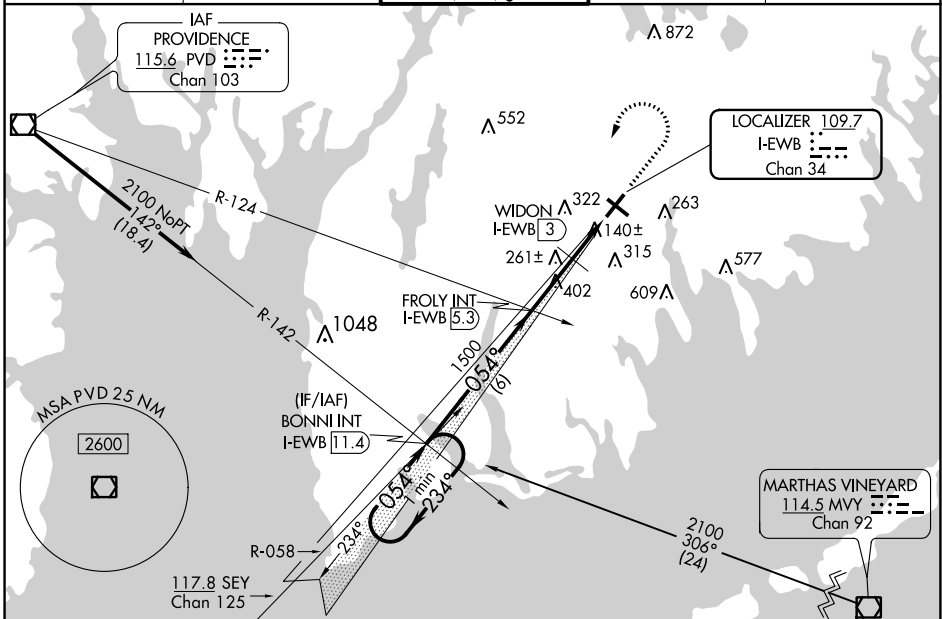 IAF
PROVIDENCE
115.6 PVD
Chan 103
872
552
LOCALIZER 109.7
I-EWB
Chan 34
2100 NoPT
142°
(18.4)
R-124
WIDON
I-EWB 3
322
263
140±
261±
315
577
402
609
FROLY INT
I-EWB 5.3
R-142
1048
1500
054°
(6)
MSA PVD 25 NM
2600
(IF/IAF)
BONNI INT
I-EWB 11.4
054°
1 min
234°
234°
R-058
117.8 SEY
Chan 125
MARTHAS VINEYARD
114.5 MVY
Chan 92
2100
306°
(24)